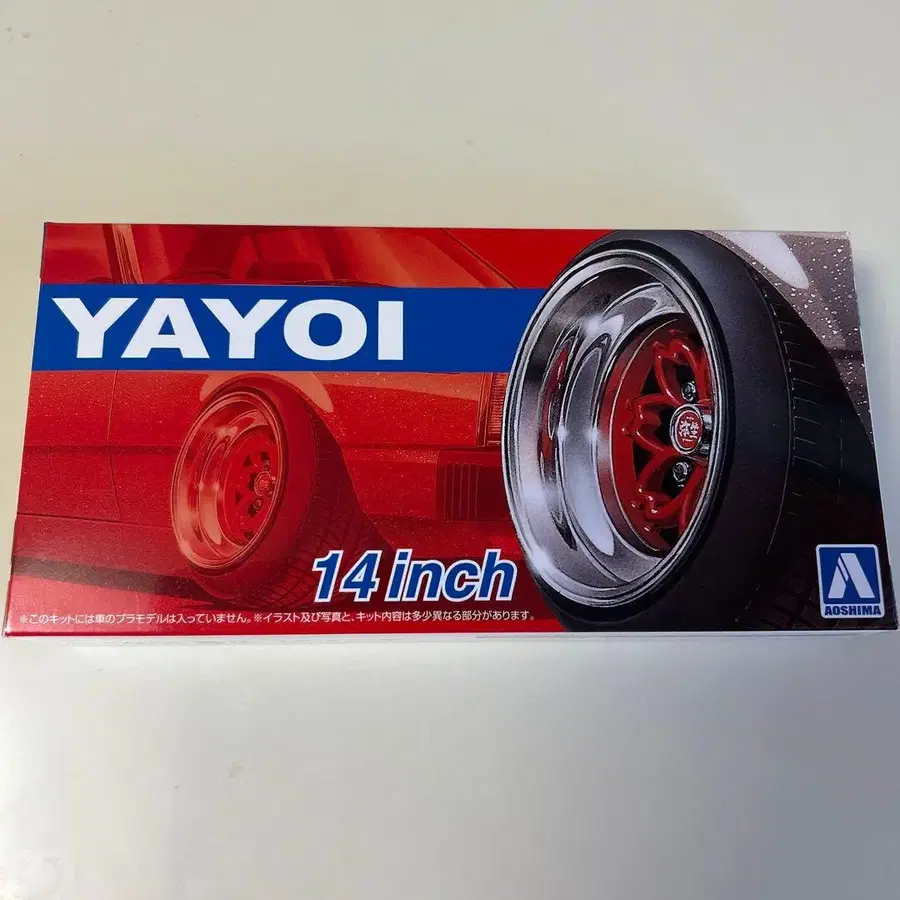 YAYOI
14 inch
※このキットには車のプラモデルは入っていません。※イラスト及び写真と、キット内容は多少異なる部分があります。
AOSHIMA